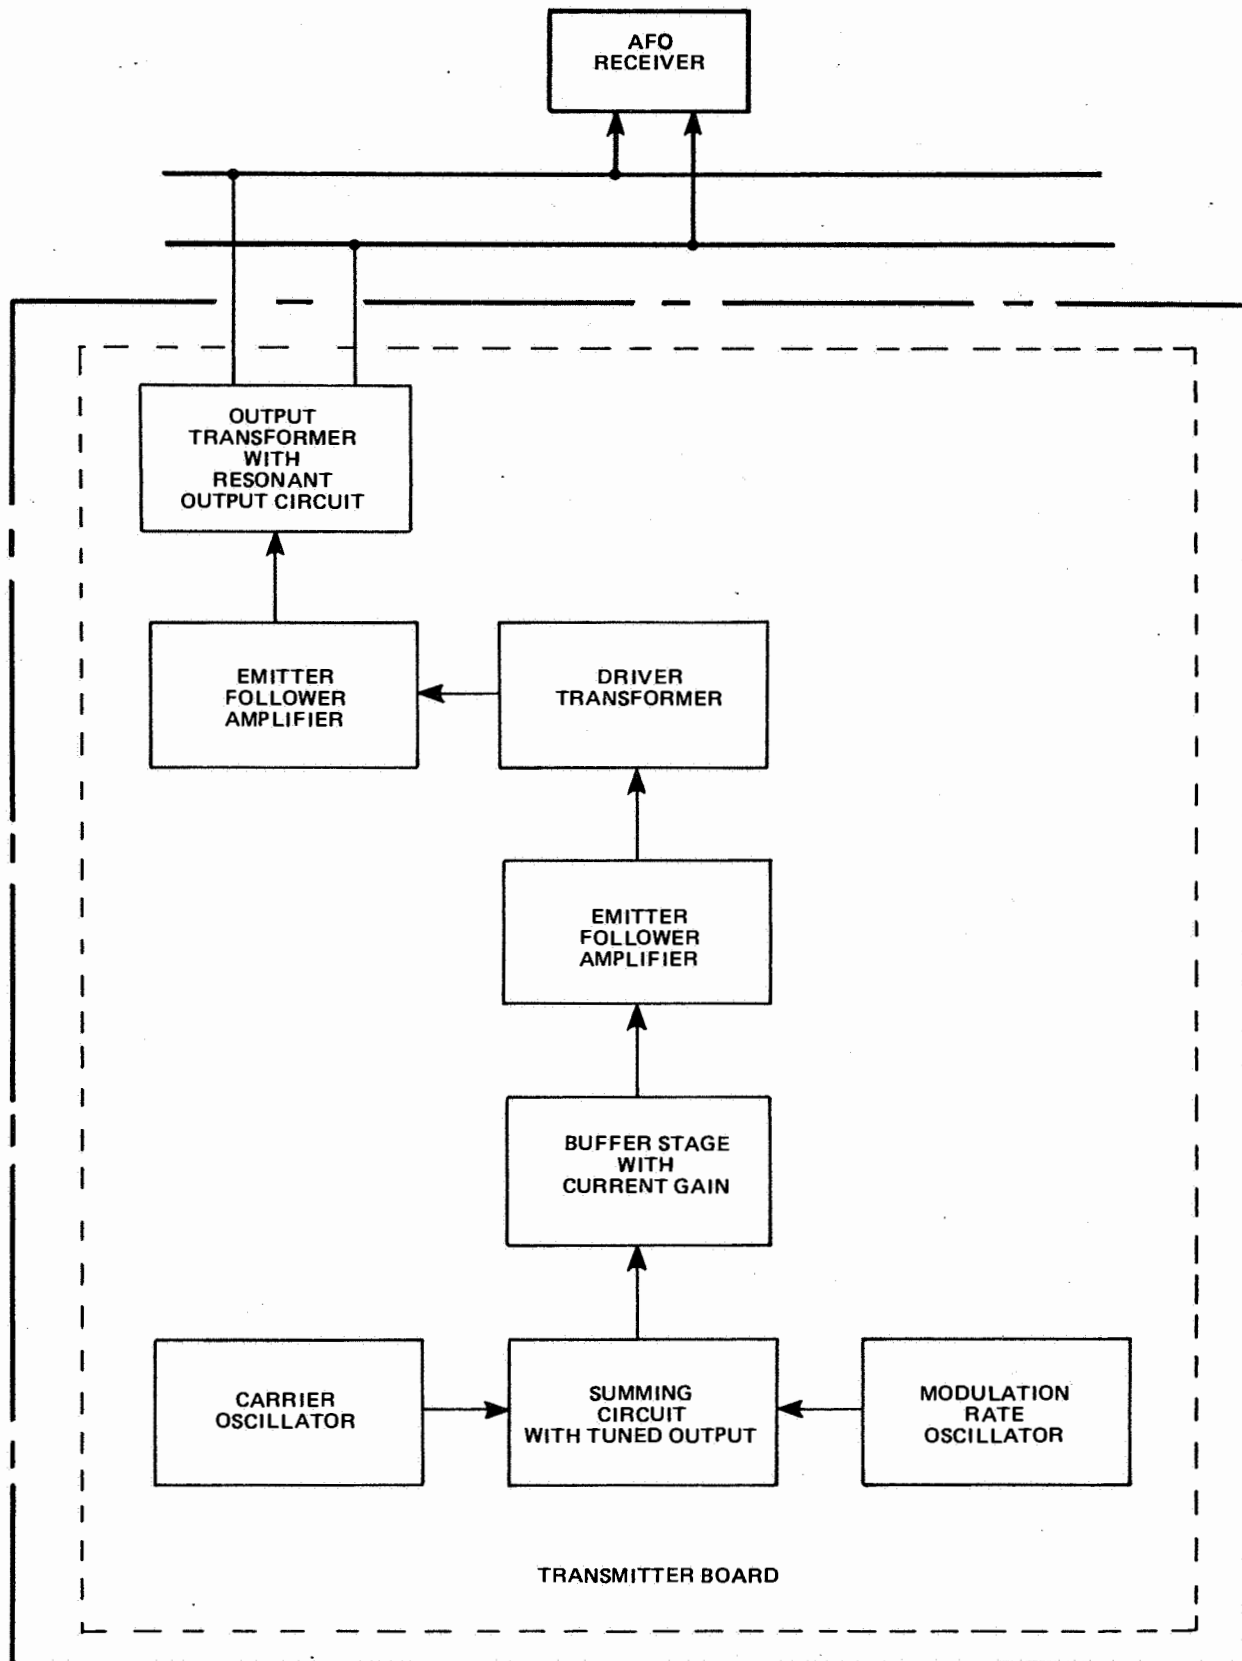 AFO
RECEIVER
OUTPUT
TRANSFORMER
WITH
RESONANT
OUTPUT CIRCUIT
EMITTER
FOLLOWER
AMPLIFIER
DRIVER
TRANSFORMER
EMITTER
FOLLOWER
AMPLIFIER
BUFFER STAGE
WITH
CURRENT GAIN
CARRIER
OSCILLATOR
SUMMING
CIRCUIT
WITH TUNED OUTPUT
MODULATION
RATE
OSCILLATOR
TRANSMITTER BOARD